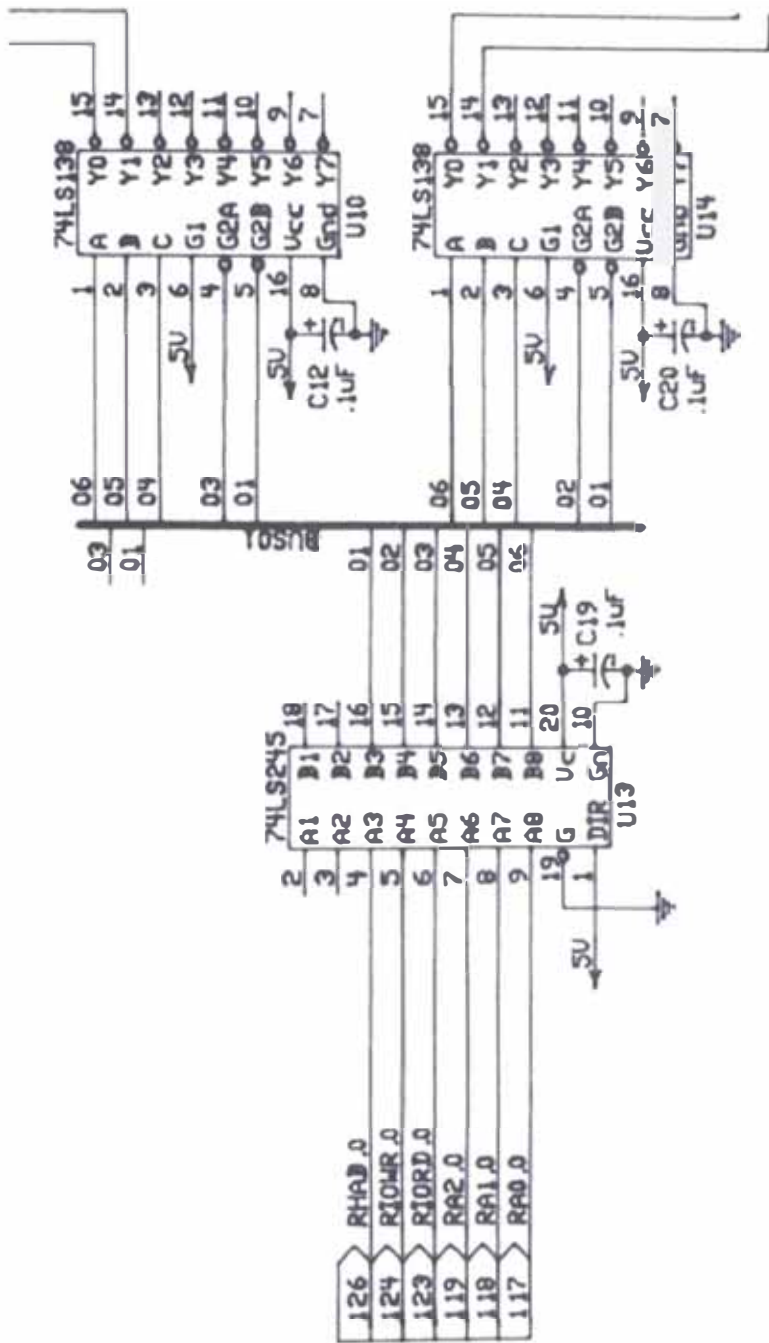 126 RHAB.0
124 RIOWR.0
123 RIORD.0
119 RA2.0
118 RA1.0
117 RA0.0
74LS245
2 A1 B1 18
3 A2 B2 17
4 A3 B3 16
5 A4 B4 15
6 A5 B5 14
7 A6 B6 13
8 A7 B7 12
9 A8 B8 11
19 G Vc 20
1 DIR Gn 10
U13
5V
5V
C19
.1uF
01
02
03
04
05
06
BUS01
03
01
06
05
04
03
01
74LS138
1 A Y0 15
2 B Y1 14
3 C Y2 13
6 G1 Y3 12
4 G2A Y4 11
5 G2B Y5 10
16 Vcc Y6 9
8 Gnd Y7 7
U10
5V
5V
C12
.1uF
06
05
04
02
01
74LS138
1 A Y0 15
2 B Y1 14
3 C Y2 13
6 G1 Y3 12
4 G2A Y4 11
5 G2B Y5 10
16 Vcc Y6 9
8 7
U14
5V
5V
C20
.1uF